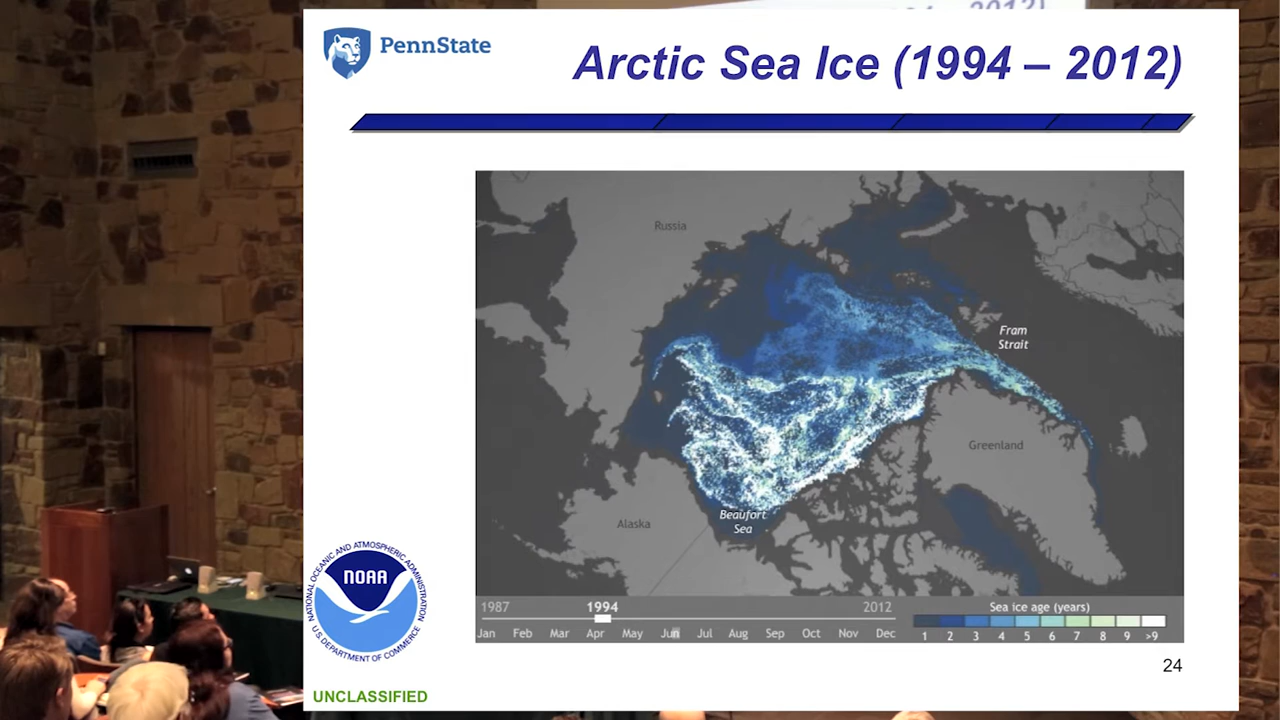 PennState
Arctic Sea Ice (1994 – 2012)
Russia
Fram
Strait
Greenland
Alaska
Beaufort
Sea
1987 1994 2012
Jan Feb Mar Apr May Jun Jul Aug Sep Oct Nov Dec
Sea ice age (years)
1 2 3 4 5 6 7 8 9 >9
NATIONAL OCEANIC AND ATMOSPHERIC ADMINISTRATION
NOAA
U.S. DEPARTMENT OF COMMERCE
24
UNCLASSIFIED